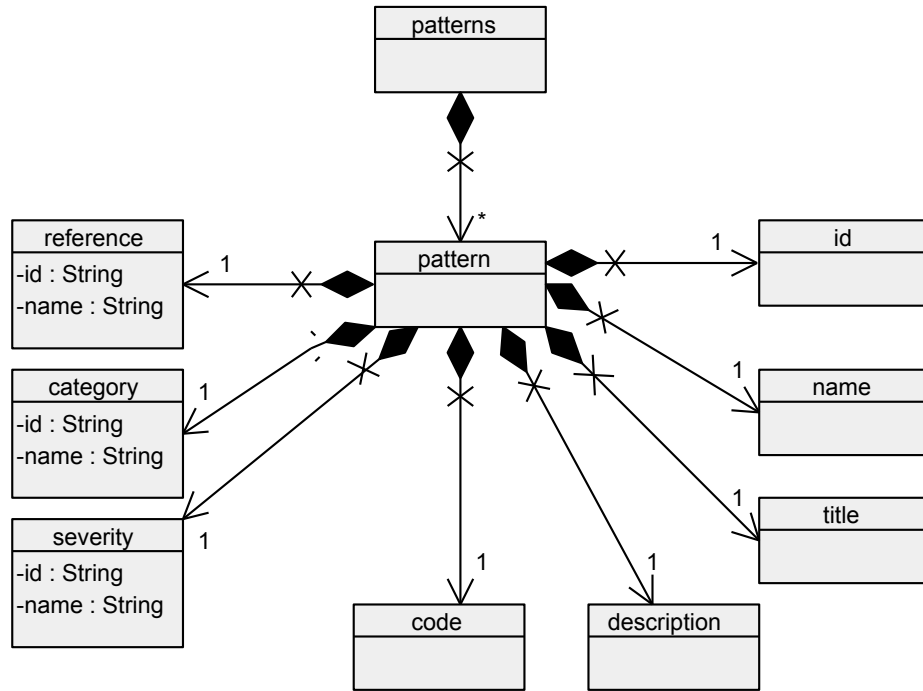 patterns
*
reference
-id : String
-name : String
1
pattern
1
id
category
-id : String
-name : String
1
1
name
severity
-id : String
-name : String
1
1
title
1
code
1
description